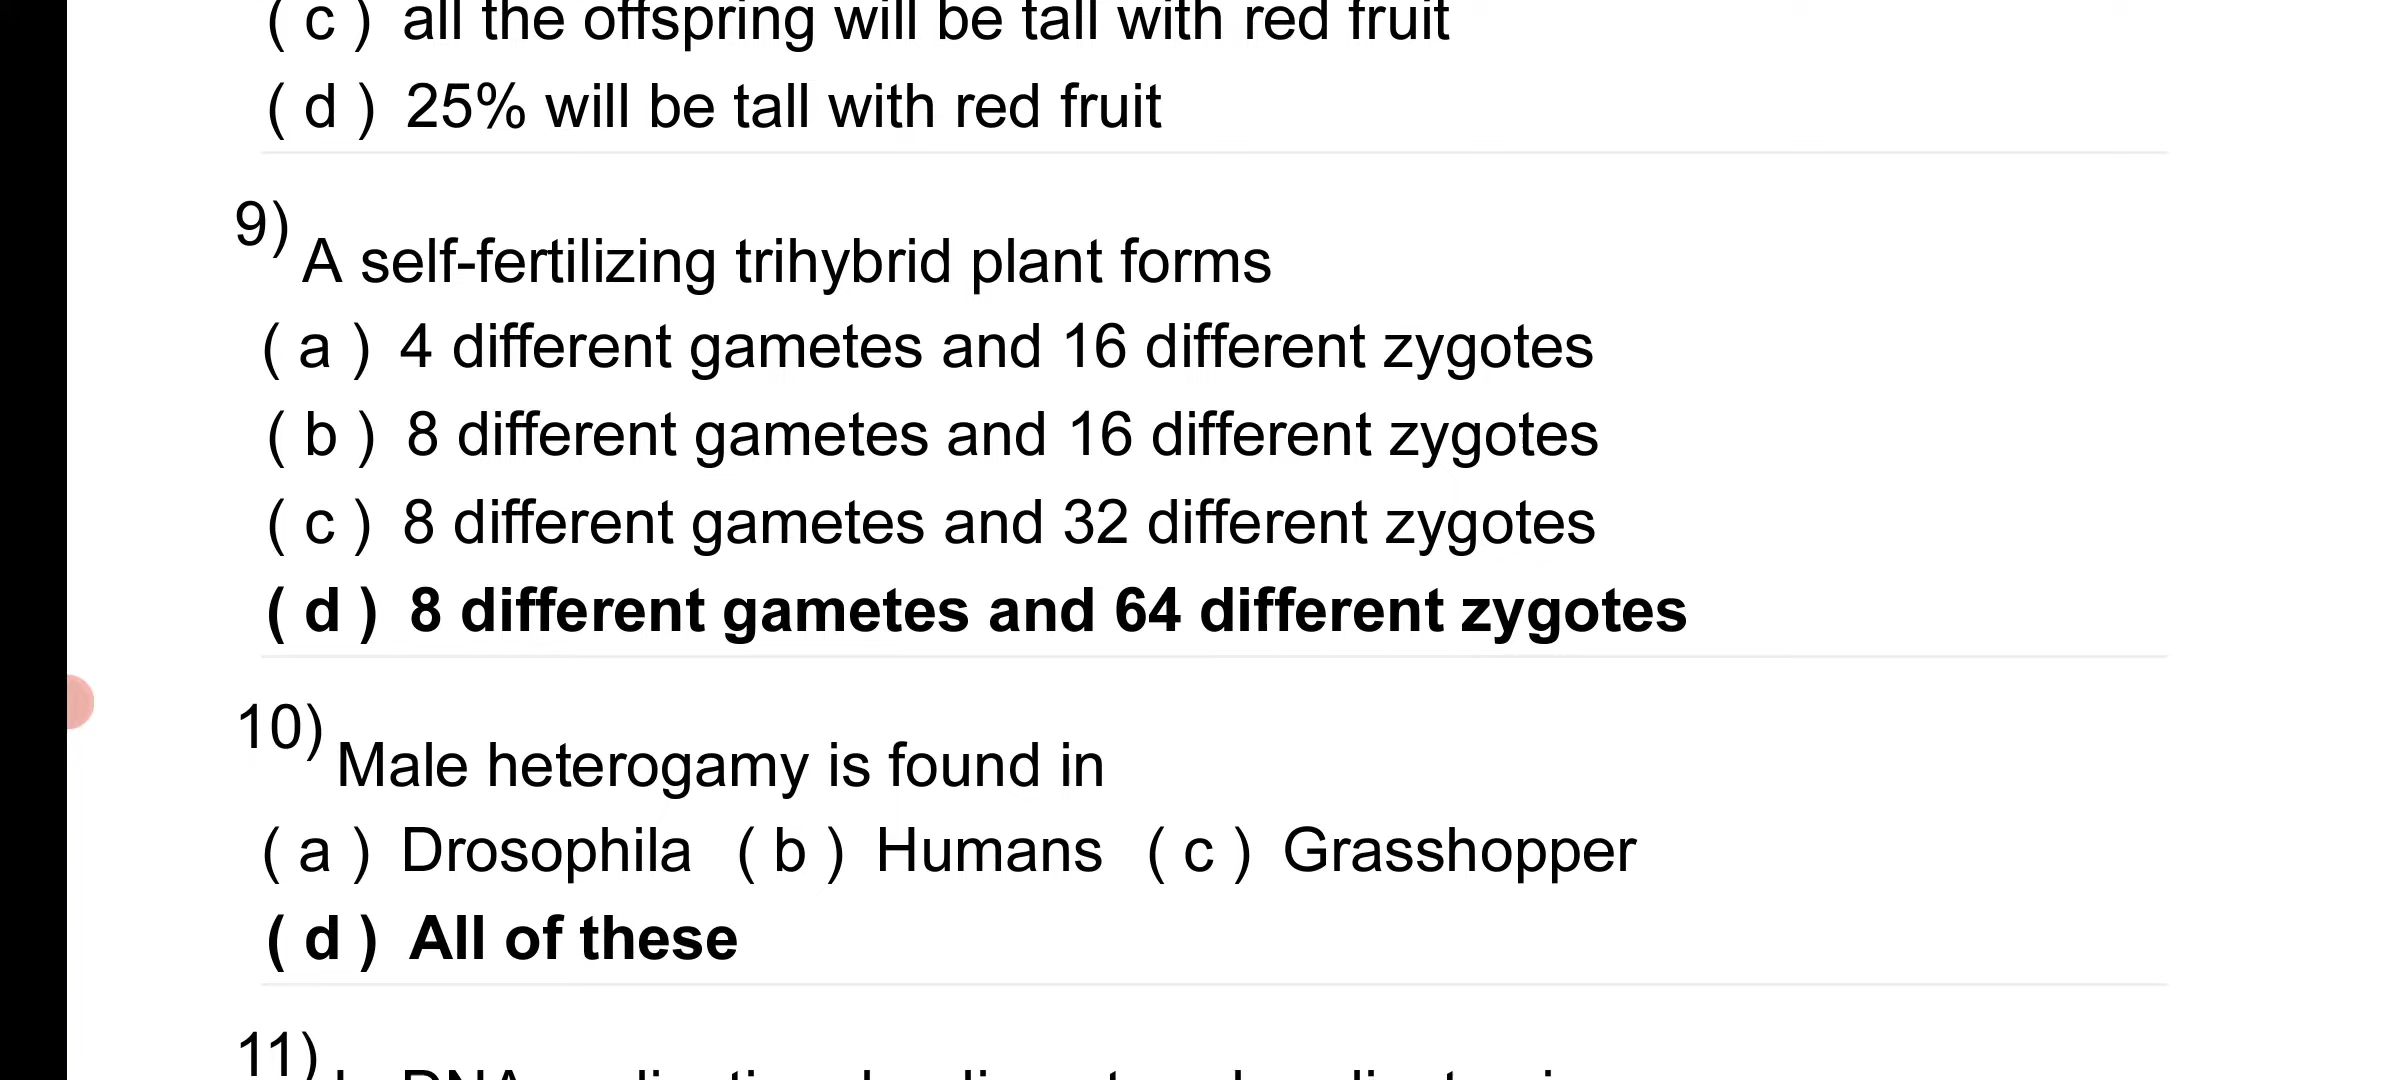 ( c ) all the offspring will be tall with red fruit
( d ) 25% will be tall with red fruit
9) A self-fertilizing trihybrid plant forms
( a ) 4 different gametes and 16 different zygotes
( b ) 8 different gametes and 16 different zygotes
( c ) 8 different gametes and 32 different zygotes
( d ) 8 different gametes and 64 different zygotes
10) Male heterogamy is found in
( a ) Drosophila ( b ) Humans ( c ) Grasshopper
( d ) All of these
11)